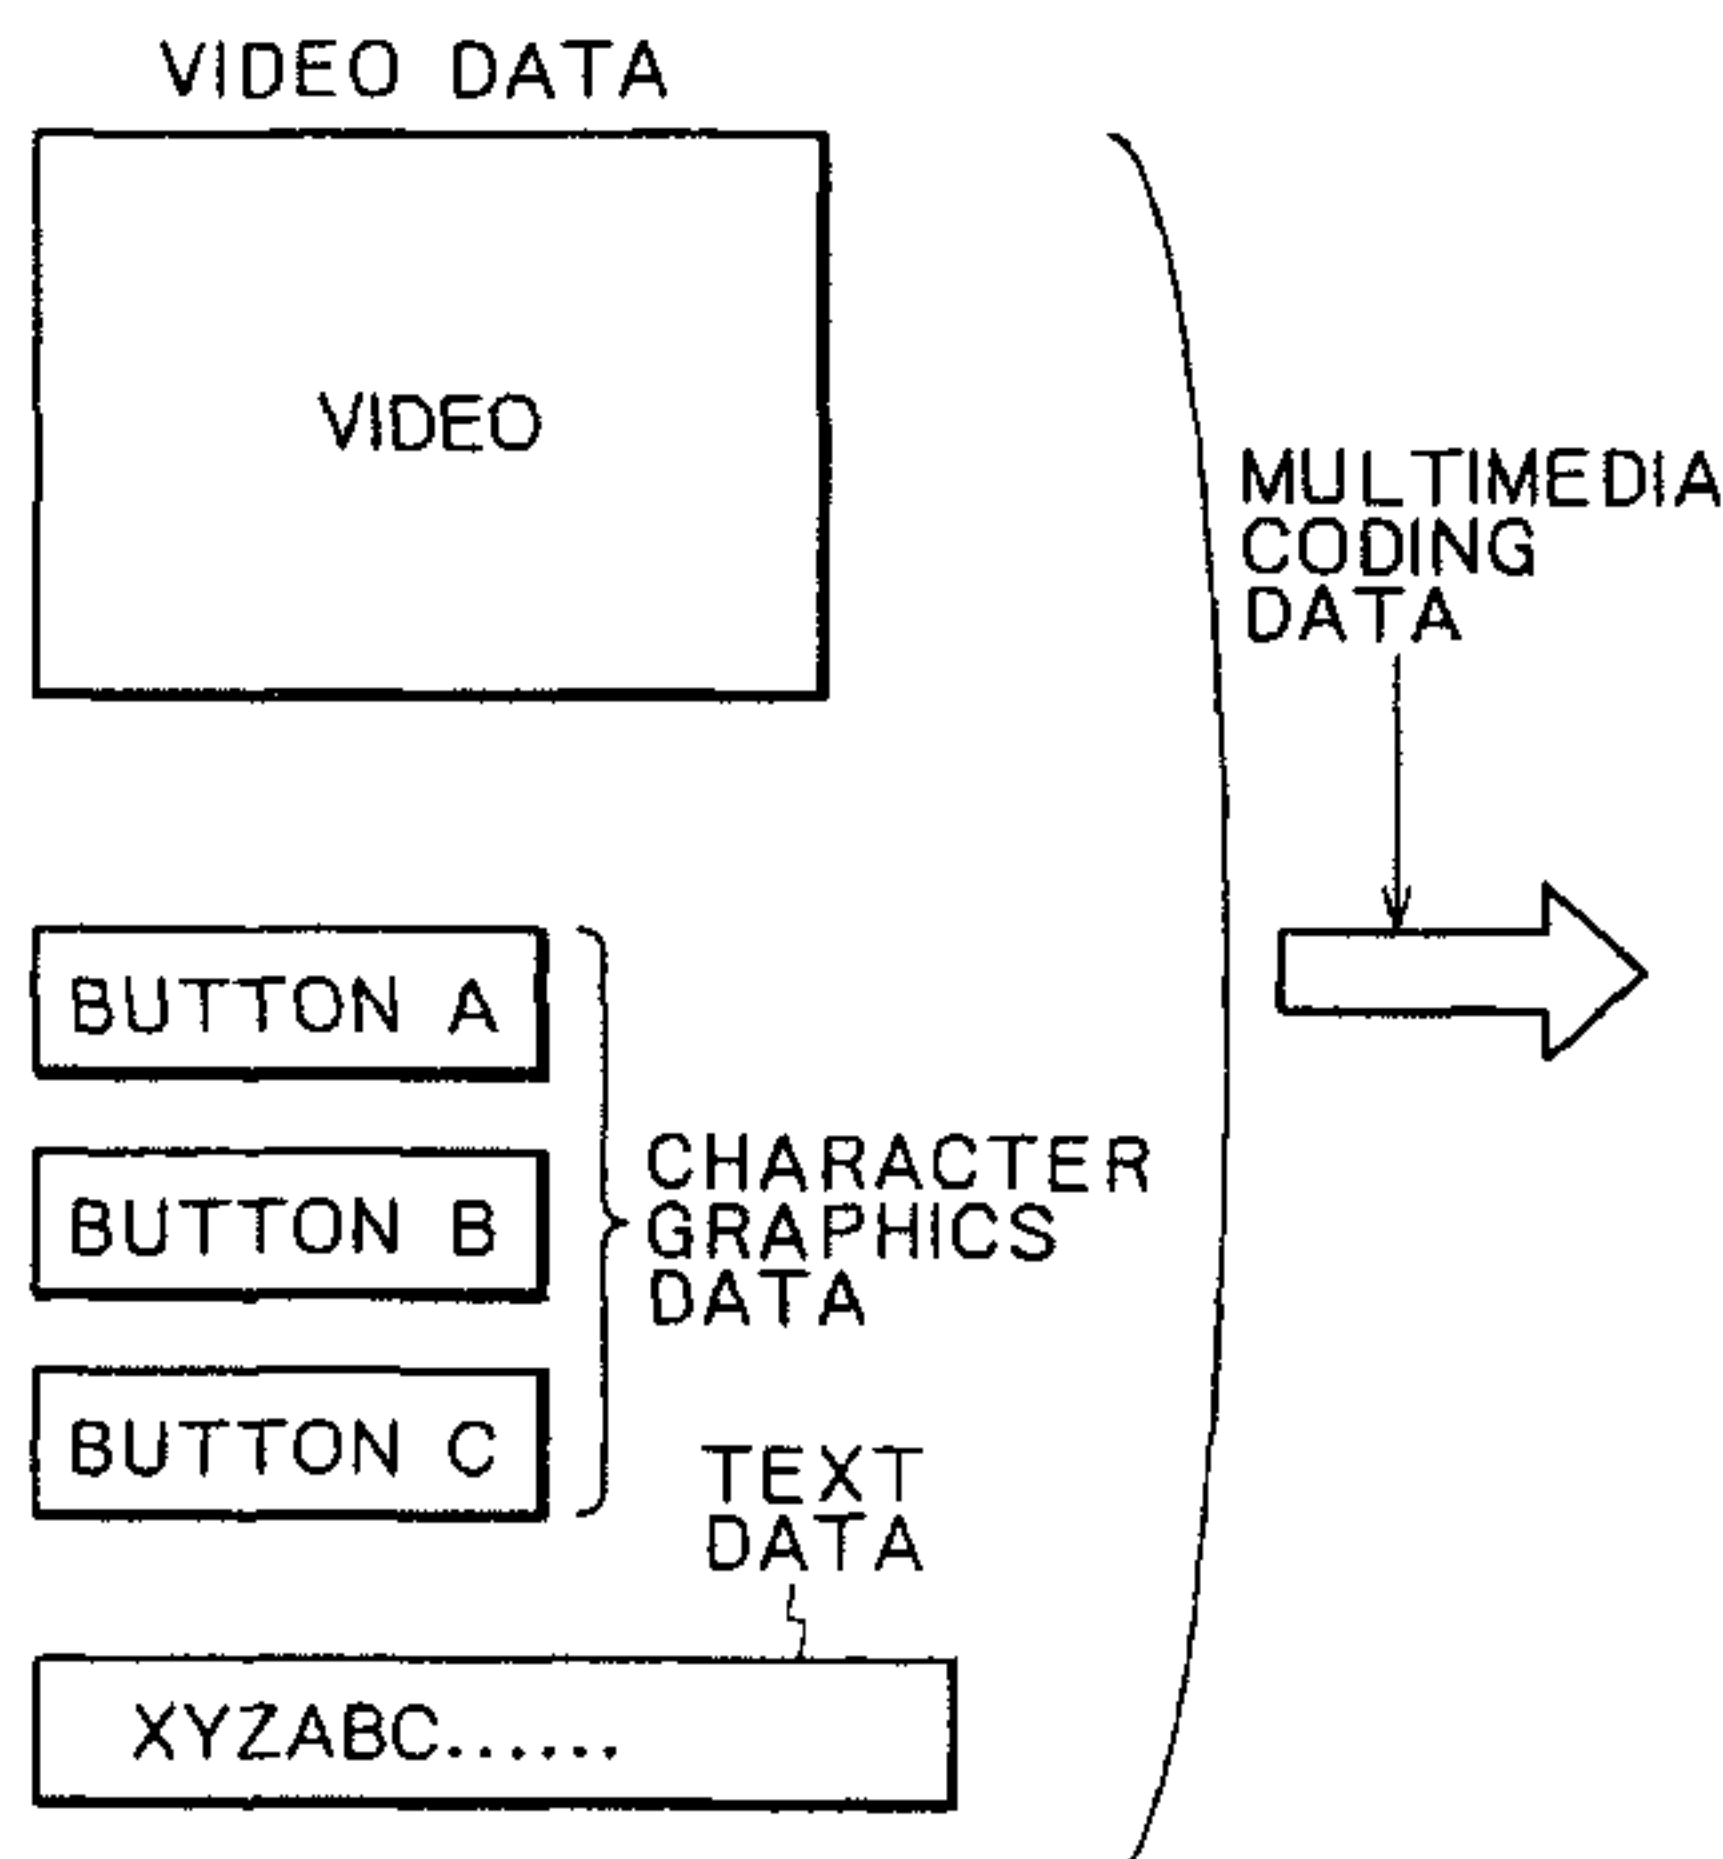 VIDEO DATA
VIDEO
MULTIMEDIA
CODING
DATA
BUTTON A
BUTTON B
BUTTON C
CHARACTER
GRAPHICS
DATA
TEXT
DATA
XYZABC......